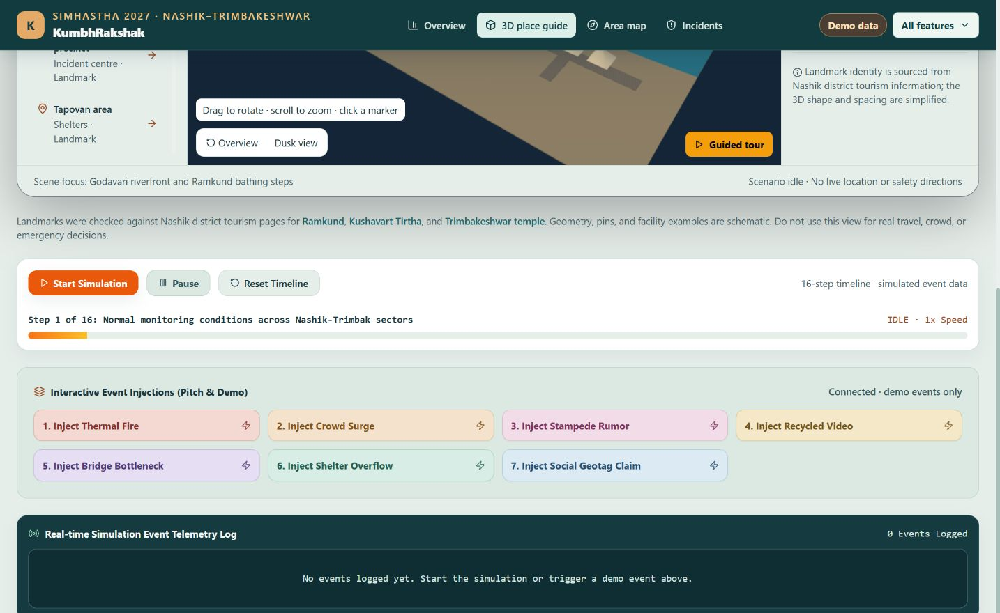 K
SIMHASTHA 2027 · NASHIK–TRIMBAKESHWAR
KumbhRakshak
Overview
3D place guide
Area map
Incidents
Demo data
All features
precinct
Incident centre ·
Landmark
Tapovan area
Shelters ·
Landmark
Drag to rotate · scroll to zoom · click a marker
Overview
Dusk view
Guided tour
Landmark identity is sourced from
Nashik district tourism information; the
3D shape and spacing are simplified.
Scene focus: Godavari riverfront and Ramkund bathing steps
Scenario idle · No live location or safety directions
Landmarks were checked against Nashik district tourism pages for Ramkund, Kushavart Tirtha, and Trimbakeshwar temple. Geometry, pins, and facility examples are schematic. Do not use this view for real travel, crowd, or
emergency decisions.
Start Simulation
Pause
Reset Timeline
16-step timeline · simulated event data
Step 1 of 16: Normal monitoring conditions across Nashik-Trimbak sectors
IDLE · 1x Speed
Interactive Event Injections (Pitch & Demo)
Connected · demo events only
1. Inject Thermal Fire
2. Inject Crowd Surge
3. Inject Stampede Rumor
4. Inject Recycled Video
5. Inject Bridge Bottleneck
6. Inject Shelter Overflow
7. Inject Social Geotag Claim
Real-time Simulation Event Telemetry Log
0 Events Logged
No events logged yet. Start the simulation or trigger a demo event above.